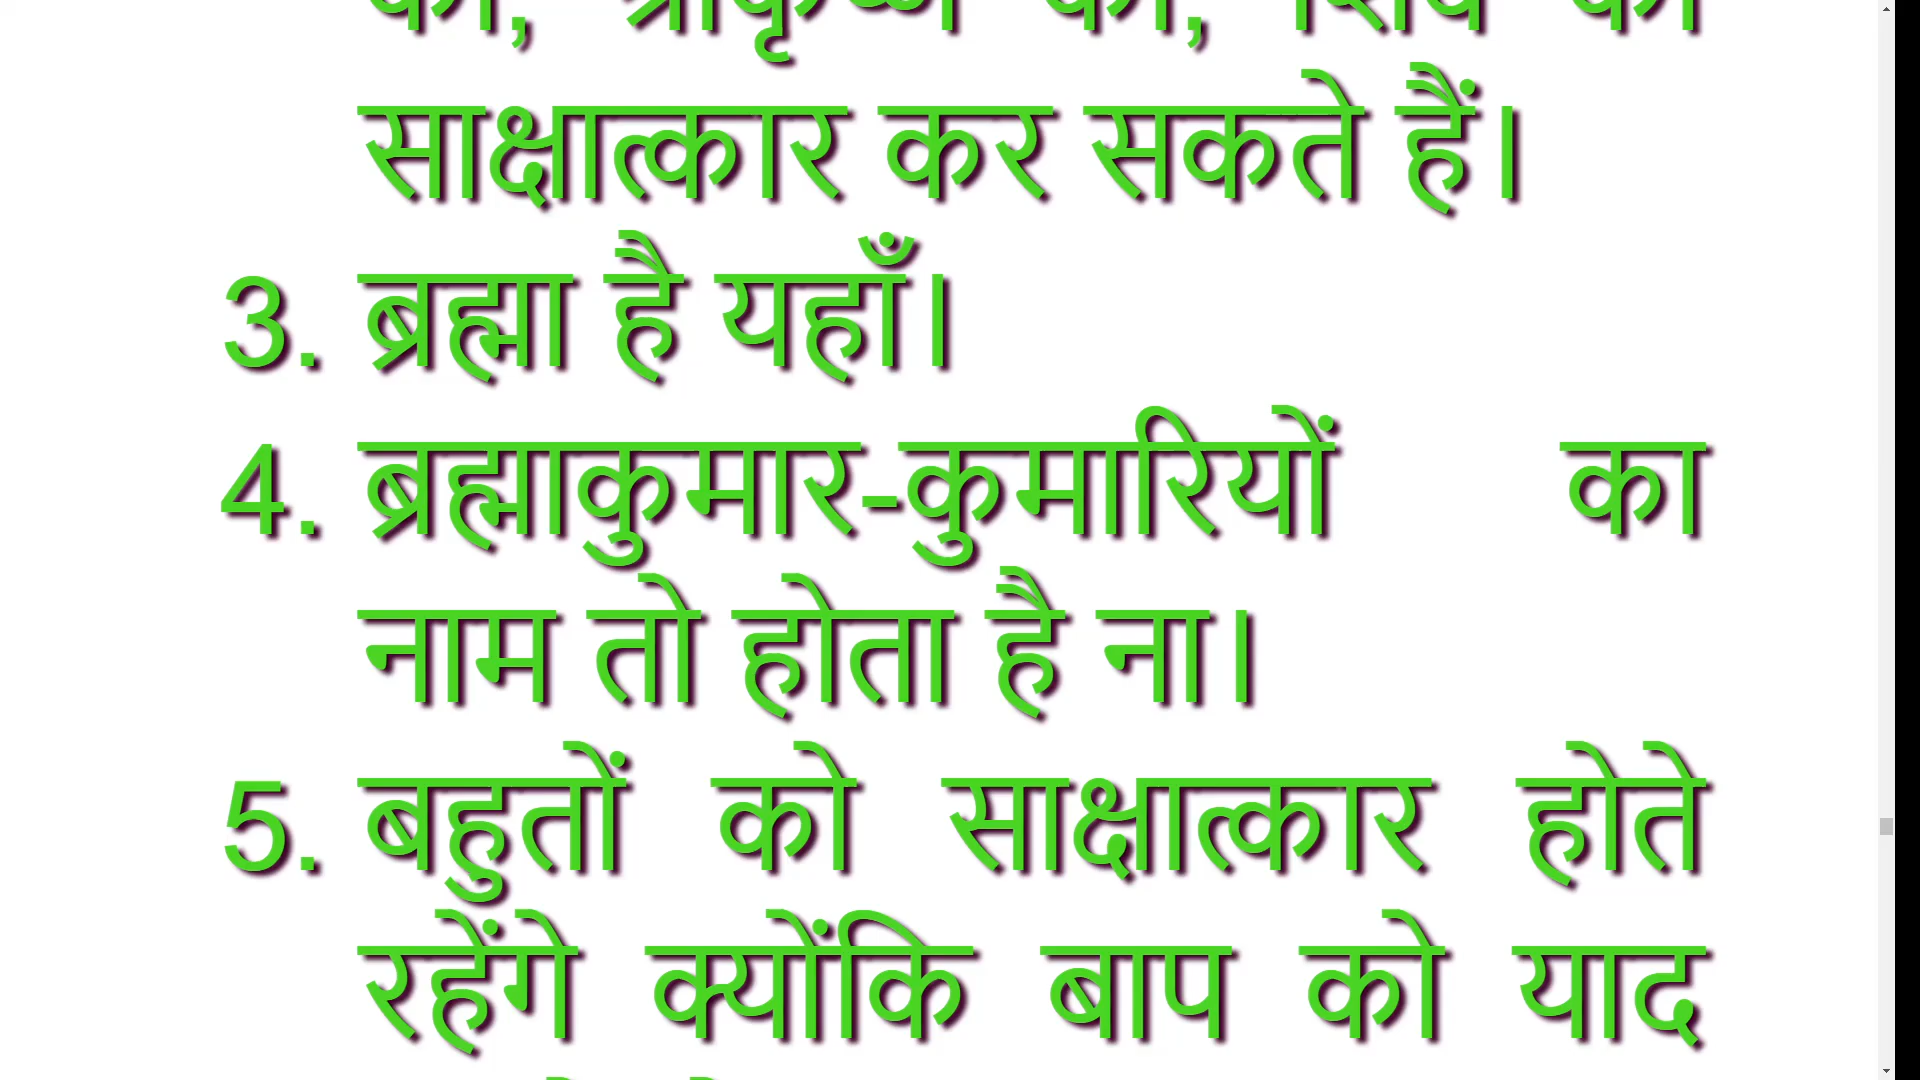 को, श्रीकृष्ण को, शिव को
साक्षात्कार कर सकते हैं।
3. ब्रह्मा है यहाँ।
4. ब्रह्माकुमार-कुमारियों का
नाम तो होता है ना।
5. बहुतों को साक्षात्कार होते
रहेंगे क्योंकि बाप को याद